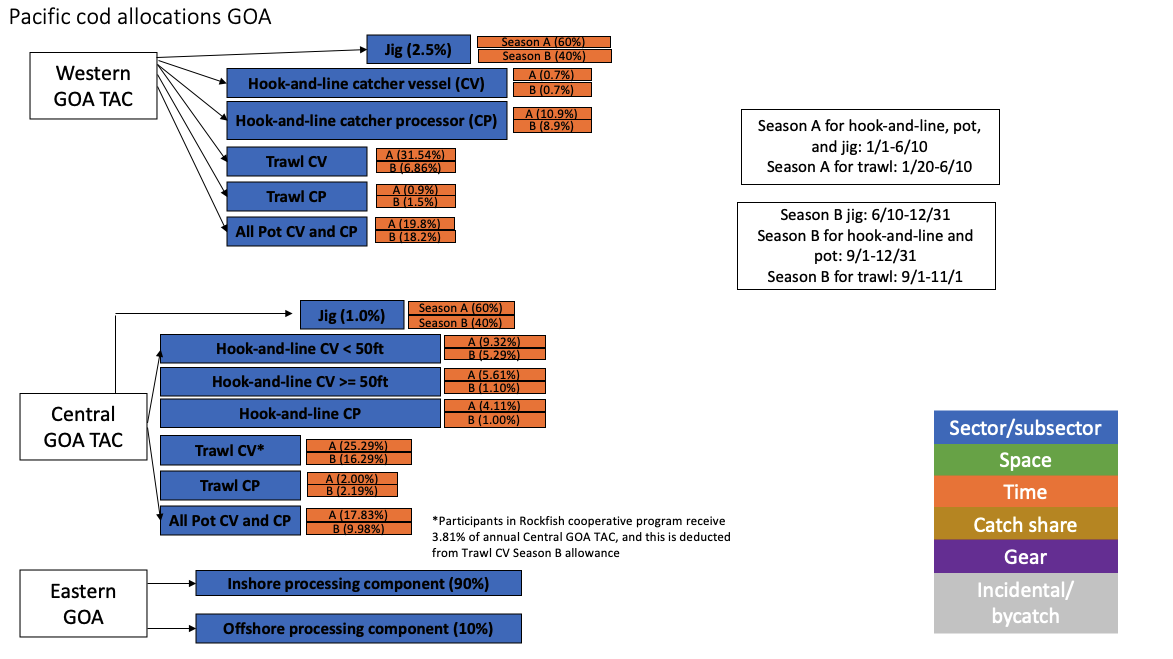 Pacific cod allocations GOA
Western
GOA TAC
Jig (2.5%)
Season A (60%)
Season B (40%)
Hook-and-line catcher vessel (CV)
A (0.7%)
B (0.7%)
Hook-and-line catcher processor (CP)
A (10.9%)
B (8.9%)
Trawl CV
A (31.54%)
B (6.86%)
Trawl CP
A (0.9%)
B (1.5%)
All Pot CV and CP
A (19.8%)
B (18.2%)
Season A for hook-and-line, pot,
and jig: 1/1-6/10
Season A for trawl: 1/20-6/10
Season B jig: 6/10-12/31
Season B for hook-and-line and
pot: 9/1-12/31
Season B for trawl: 9/1-11/1
Central
GOA TAC
Jig (1.0%)
Season A (60%)
Season B (40%)
Hook-and-line CV < 50ft
A (9.32%)
B (5.29%)
Hook-and-line CV >= 50ft
A (5.61%)
B (1.10%)
Hook-and-line CP
A (4.11%)
B (1.00%)
Trawl CV*
A (25.29%)
B (16.29%)
Trawl CP
A (2.00%)
B (2.19%)
All Pot CV and CP
A (17.83%)
B (9.98%)
*Participants in Rockfish cooperative program receive
3.81% of annual Central GOA TAC, and this is deducted
from Trawl CV Season B allowance
Eastern
GOA
Inshore processing component (90%)
Offshore processing component (10%)
Sector/subsector
Space
Time
Catch share
Gear
Incidental/
bycatch